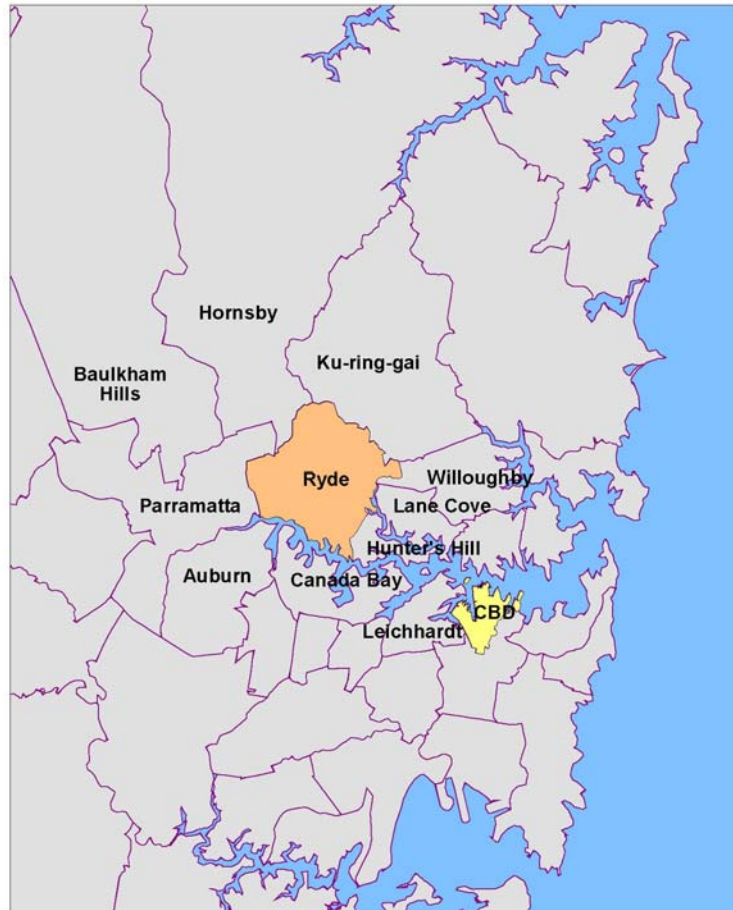 Hornsby
Ku-ring-gai
Baulkham
Hills
Ryde
Willoughby
Parramatta
Lane Cove
Hunter's Hill
Auburn
Canada Bay
CBD
Leichhardt